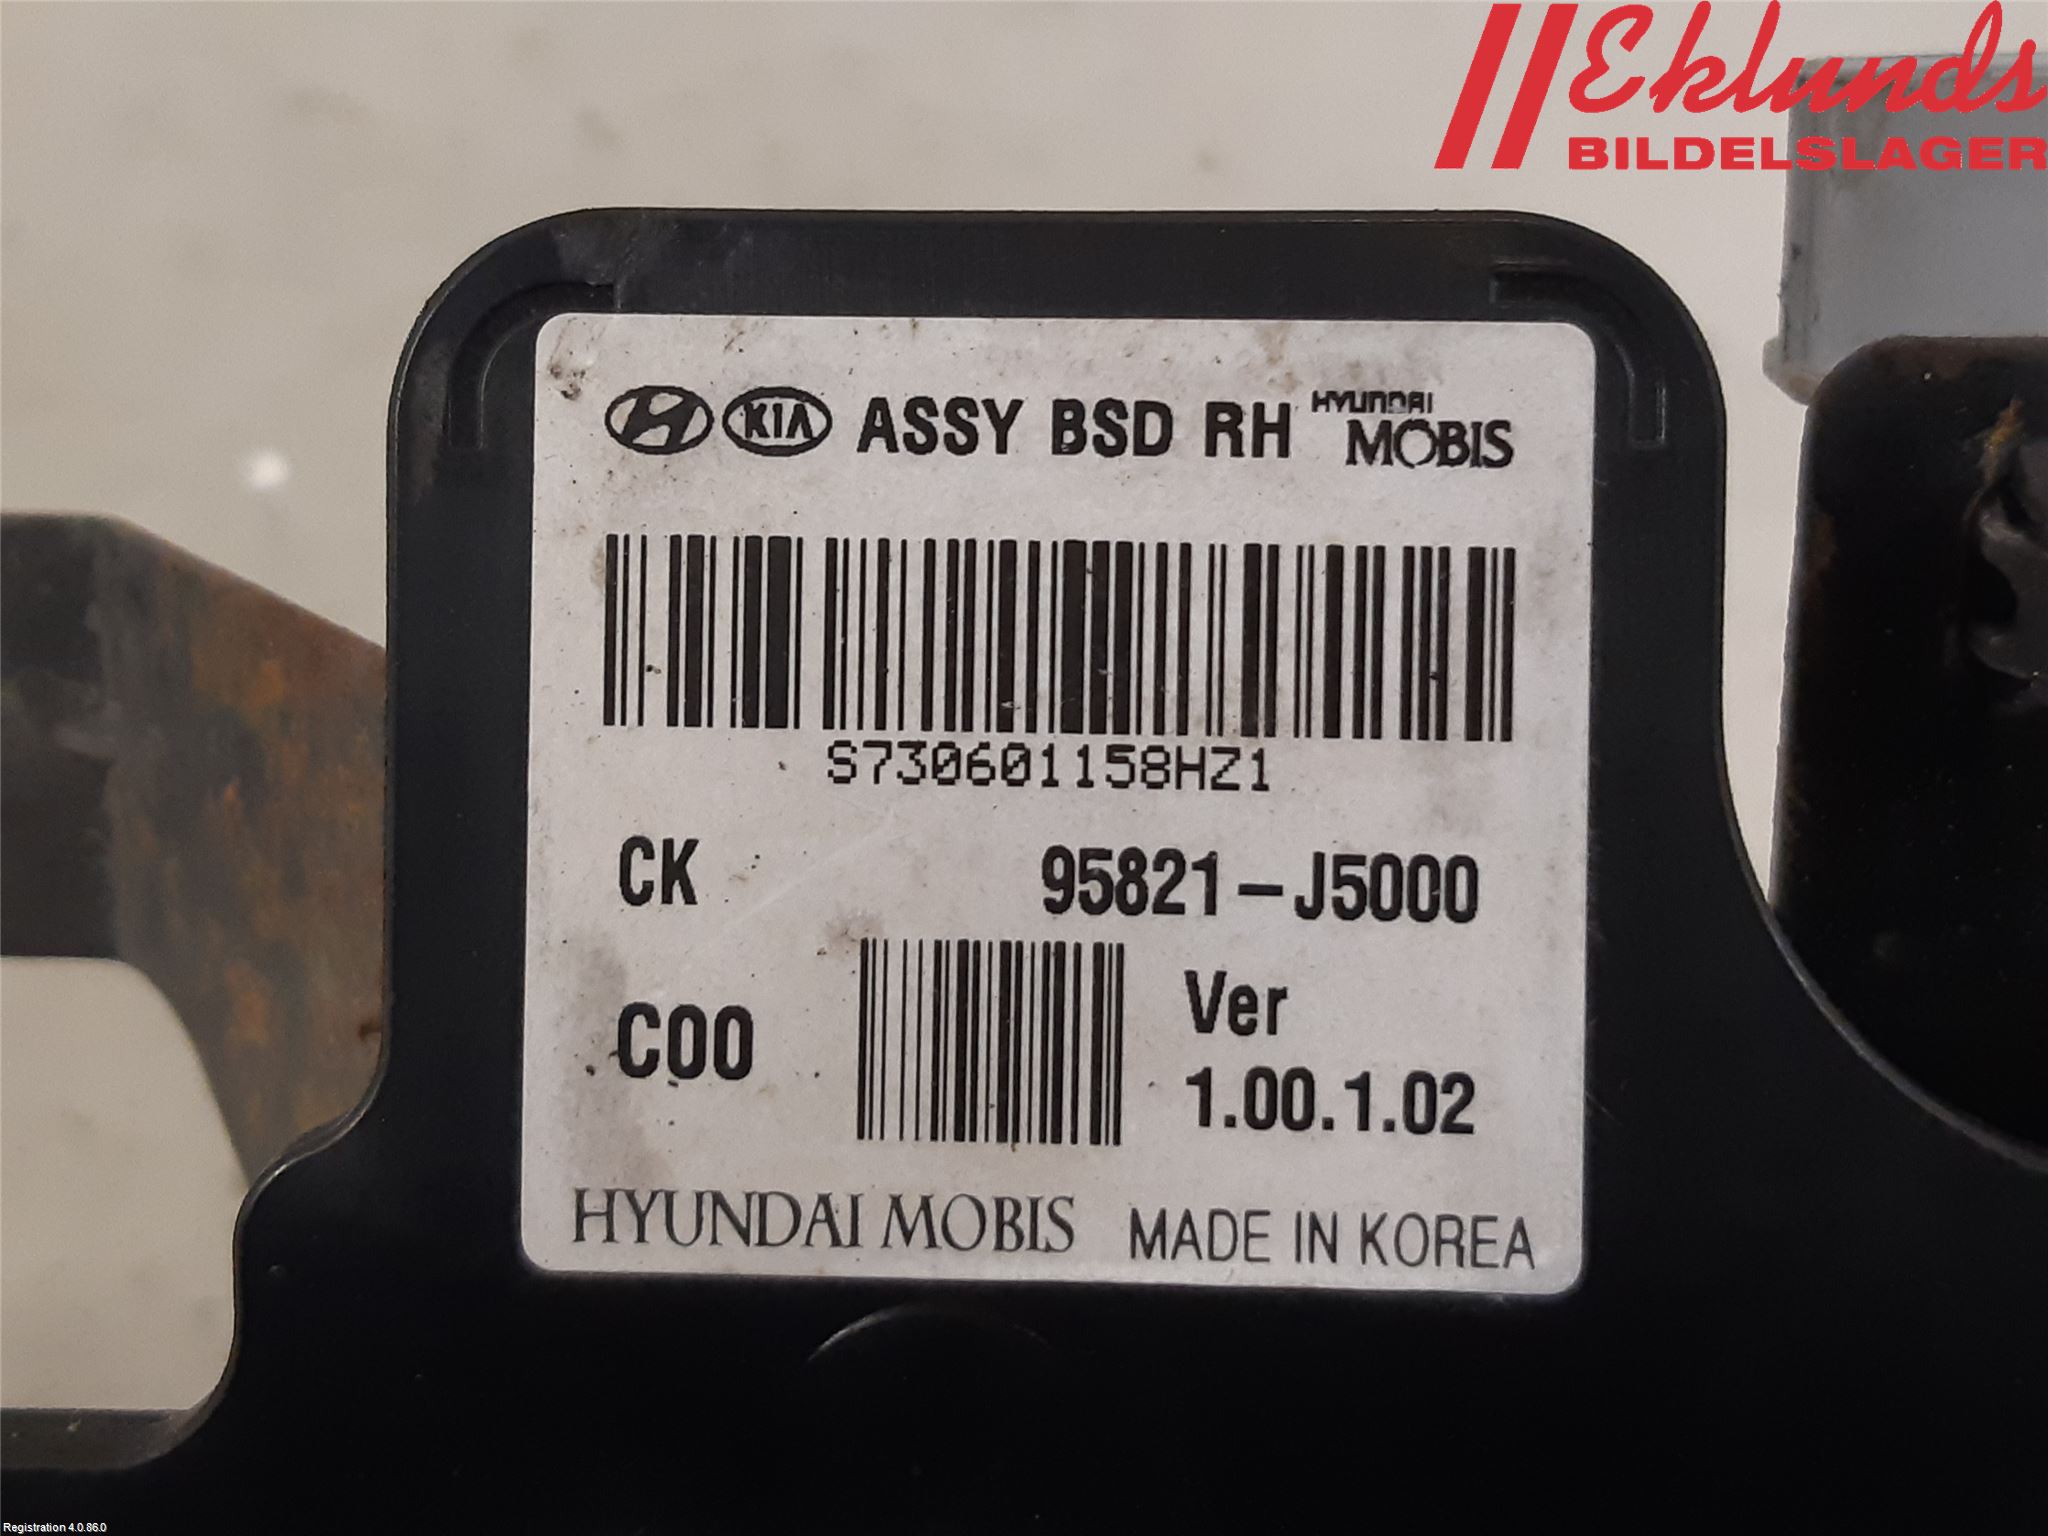 Eklunds
BILDELSLAGER
KIA ASSY BSD RH HYUNDAI MOBIS
S730601158HZ1
CK 95821-J5000
C00 Ver
1.00.1.02
HYUNDAI MOBIS MADE IN KOREA
Registration 4.0.86.0